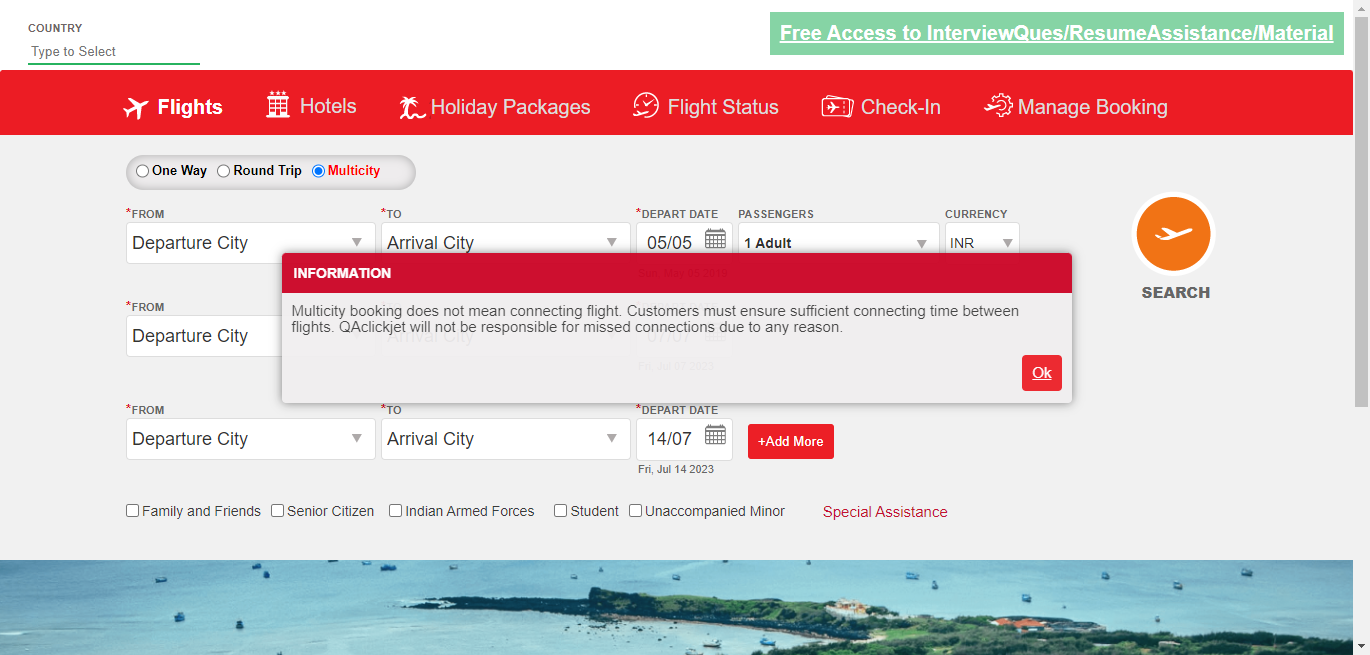 COUNTRY
Type to Select
Free Access to InterviewQues/ResumeAssistance/Material
Flights
Hotels
Holiday Packages
Flight Status
Check-In
Manage Booking
One Way
Round Trip
Multicity
*FROM
*TO
*DEPART DATE
PASSENGERS
CURRENCY
Departure City
Arrival City
05/05
1 Adult
INR
SEARCH
INFORMATION
Multicity booking does not mean connecting flight. Customers must ensure sufficient connecting time between
flights. QAclickjet will not be responsible for missed connections due to any reason.
Ok
*FROM
Departure City
Arrival City
07/07
Fri, Jul 07 2023
*FROM
*TO
*DEPART DATE
Departure City
Arrival City
14/07
+Add More
Fri, Jul 14 2023
Family and Friends
Senior Citizen
Indian Armed Forces
Student
Unaccompanied Minor
Special Assistance